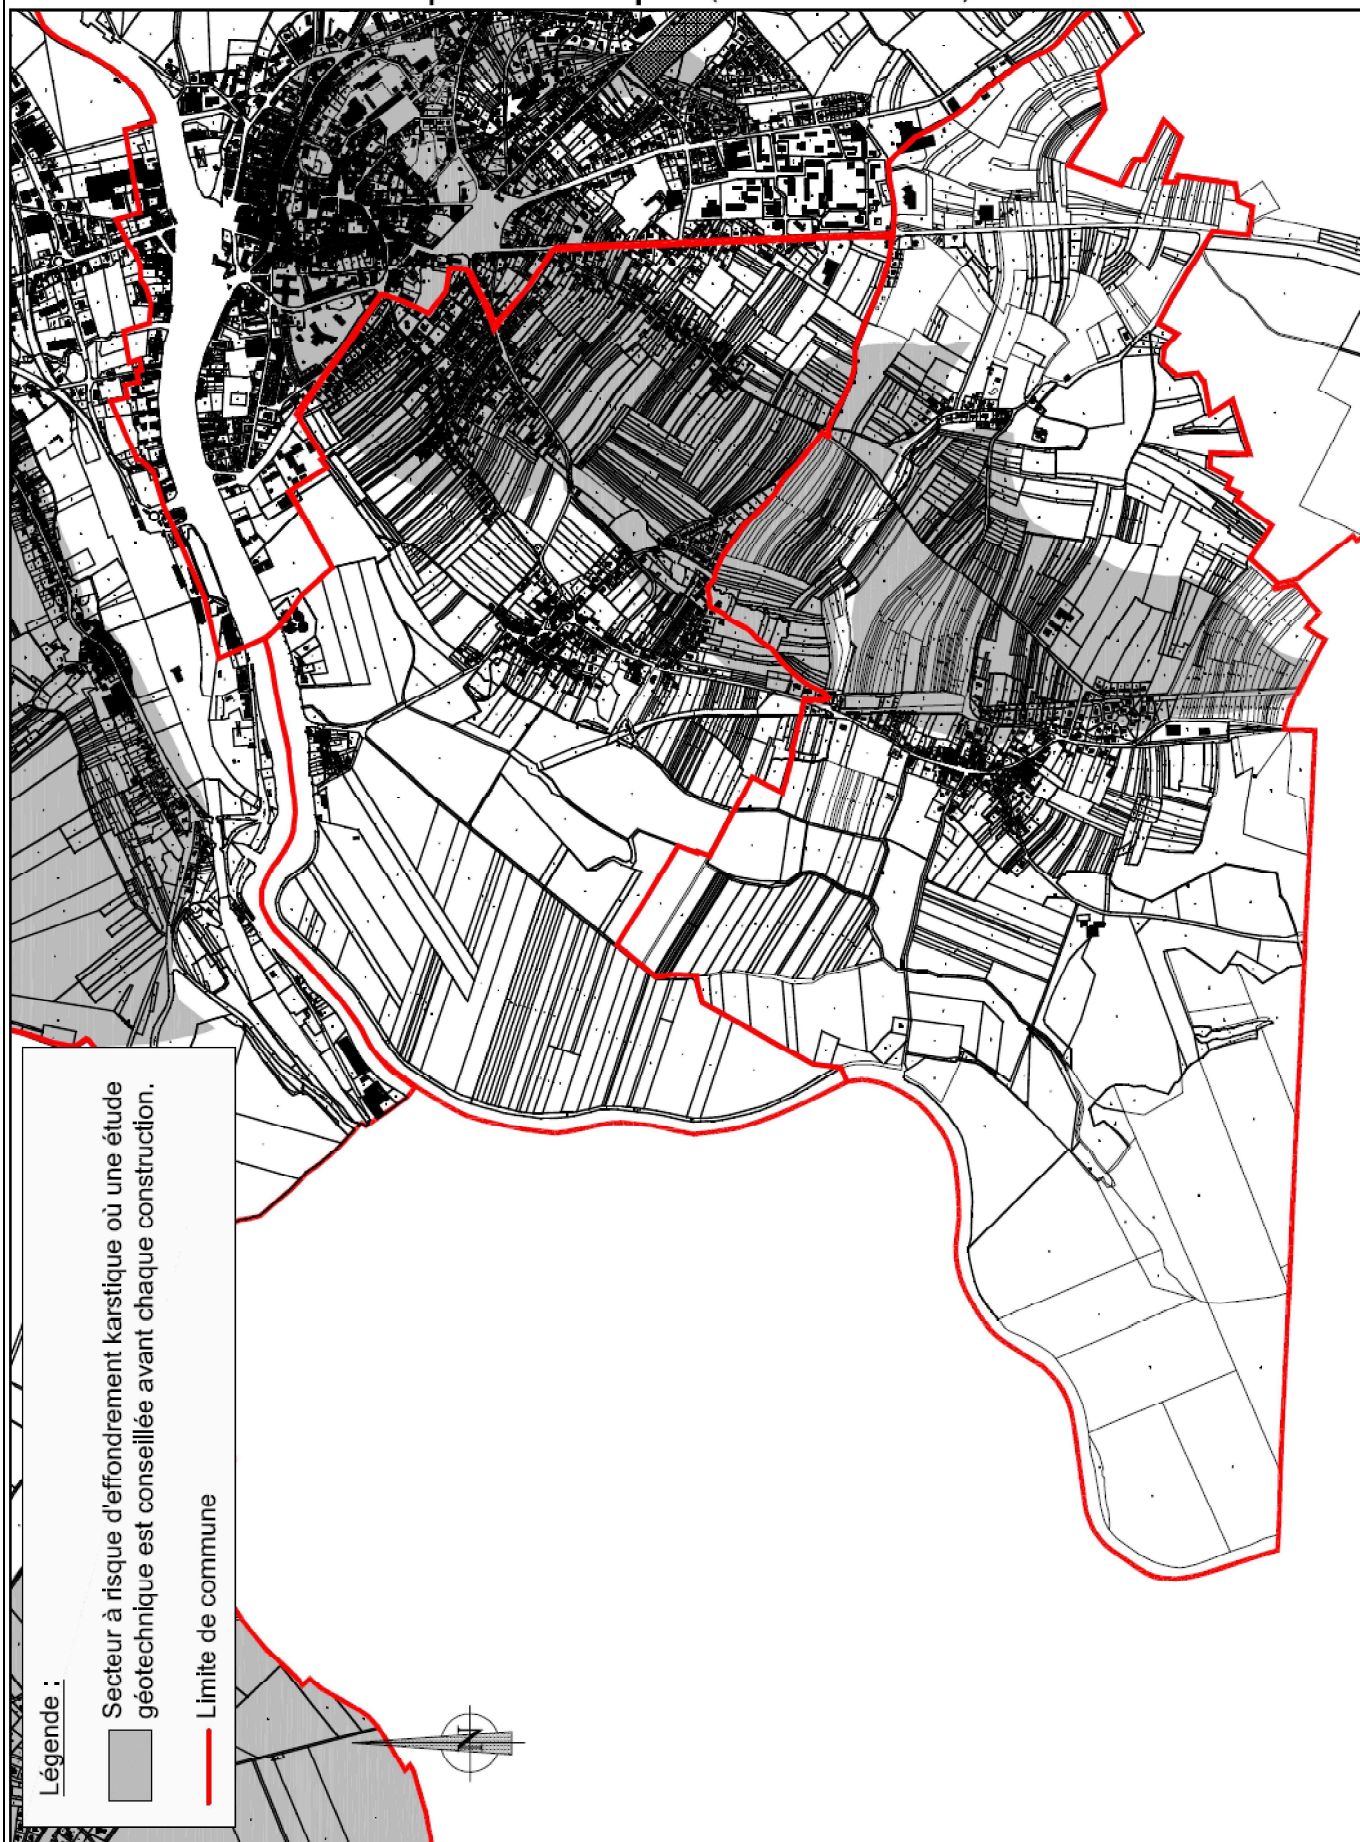 Légende :
Secteur à risque d'effondrement karstique où une étude
géotechnique est conseillée avant chaque construction.
Limite de commune
N